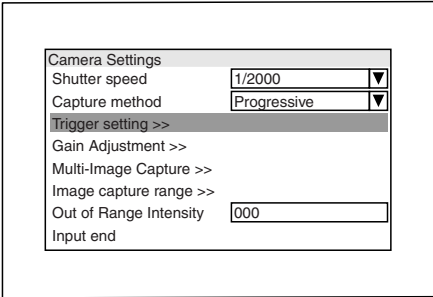 Camera Settings
Shutter speed 1/2000
Capture method Progressive
Trigger setting >>
Gain Adjustment >>
Multi-Image Capture >>
Image capture range >>
Out of Range Intensity 000
Input end